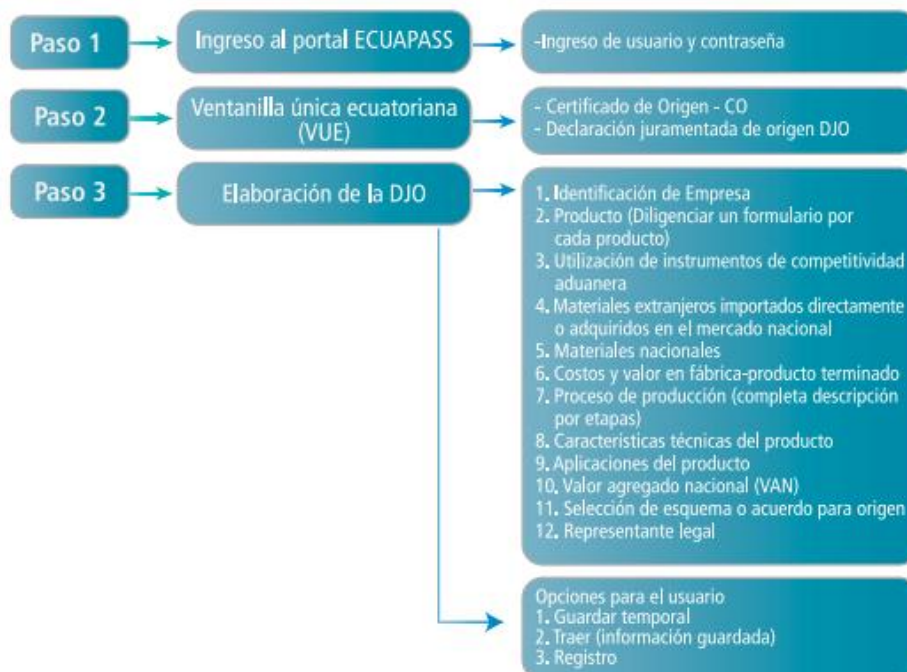 Paso 1
Ingreso al portal ECUAPASS
-Ingreso de usuario y contraseña
Paso 2
Ventanilla única ecuatoriana
(VUE)
- Certificado de Origen - CO
- Declaración juramentada de origen DJO
Paso 3
Elaboración de la DJO
1. Identificación de Empresa
2. Producto (Diligenciar un formulario por
cada producto)
3. Utilización de instrumentos de competitividad
aduanera
4. Materiales extranjeros importados directamente
o adquiridos en el mercado nacional
5. Materiales nacionales
6. Costos y valor en fábrica-producto terminado
7. Proceso de producción (completa descripción
por etapas)
8. Características técnicas del producto
9. Aplicaciones del producto
10. Valor agregado nacional (VAN)
11. Selección de esquema o acuerdo para origen
12. Representante legal
Opciones para el usuario
1. Guardar temporal
2. Traer (información guardada)
3. Registro